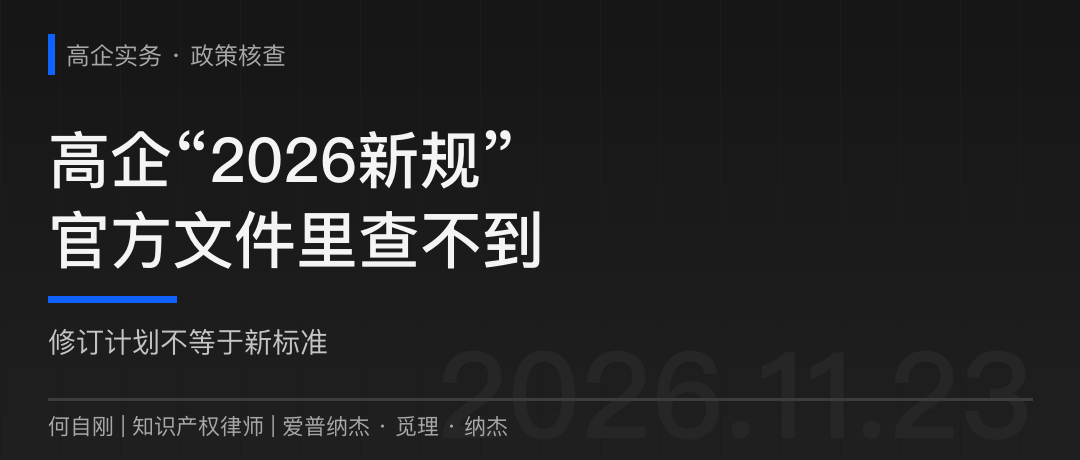 高企实务 · 政策核查
高企“2026新规”
官方文件里查不到
修订计划不等于新标准
2026.11.23
何自刚 | 知识产权律师 | 爱普纳杰 · 觅理 · 纳杰